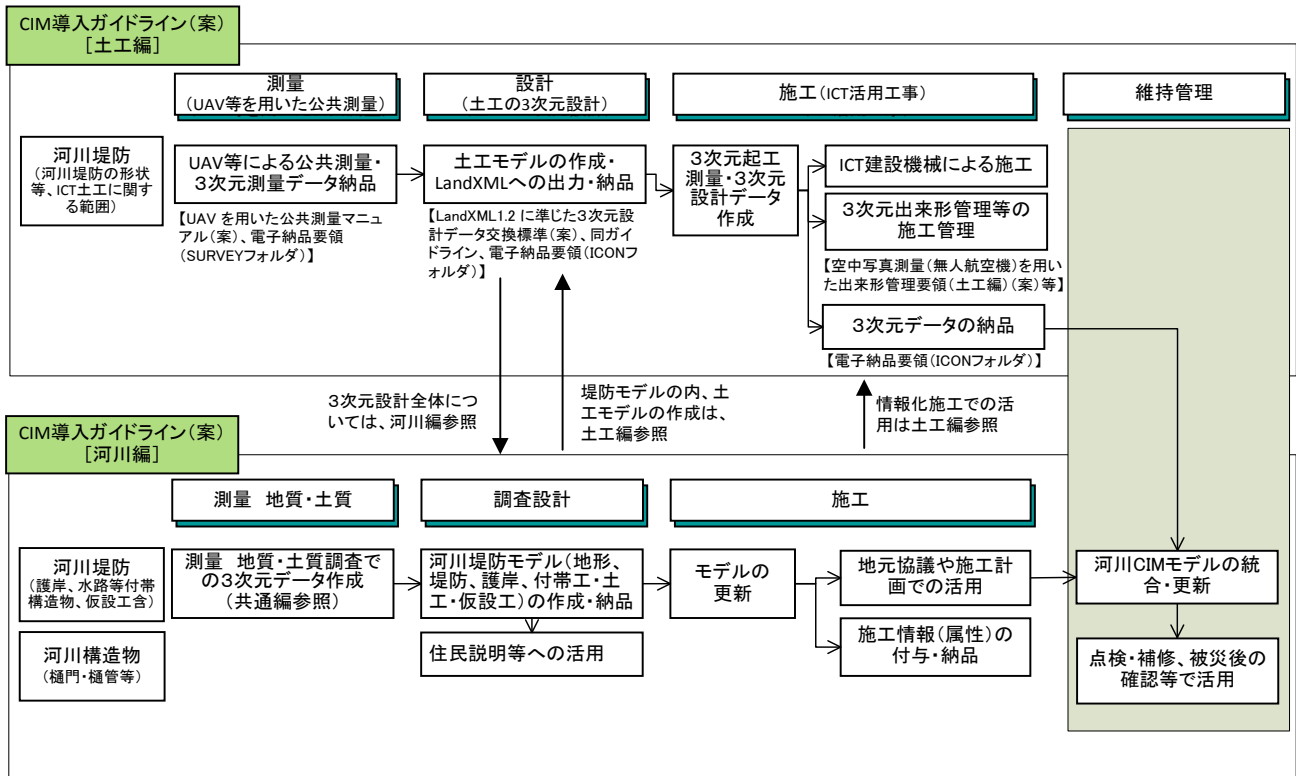 CIM導入ガイドライン(案)
[土工編]
測量
(UAV等を用いた公共測量)
設計
(土工の3次元設計)
施工(ICT活用工事)
維持管理
河川堤防
(河川堤防の形状
等、ICT土工に関す
る範囲)
UAV等による公共測量・
3次元測量データ納品
【UAV を用いた公共測量マニュ
アル(案)、電子納品要領
(SURVEYフォルダ)】
土工モデルの作成・
LandXMLへの出力・納品
【LandXML1.2 に準じた3次元設
計データ交換標準(案)、同ガイ
ドライン、電子納品要領(ICONフ
ォルダ)】
3次元起工
測量・3次元
設計データ
作成
ICT建設機械による施工
3次元出来形管理等の
施工管理
【空中写真測量(無人航空機)を用い
た出来形管理要領(土工編)(案)等】
3次元データの納品
【電子納品要領(ICONフォルダ)】
3次元設計全体につ
いては、河川編参照
堤防モデルの内、土
工モデルの作成は、
土工編参照
情報化施工での活
用は土工編参照
CIM導入ガイドライン(案)
[河川編]
測量 地質・土質
調査設計
施工
河川堤防
(護岸、水路等付帯
構造物、仮設工含)
測量 地質・土質調査で
の3次元データ作成
(共通編参照)
河川堤防モデル(地形、
堤防、護岸、付帯工・土
工・仮設工)の作成・納品
モデルの
更新
地元協議や施工計
画での活用
河川CIMモデルの統
合・更新
河川構造物
(樋門・樋管等)
住民説明等への活用
施工情報(属性)の
付与・納品
点検・補修、被災後の
確認等で活用